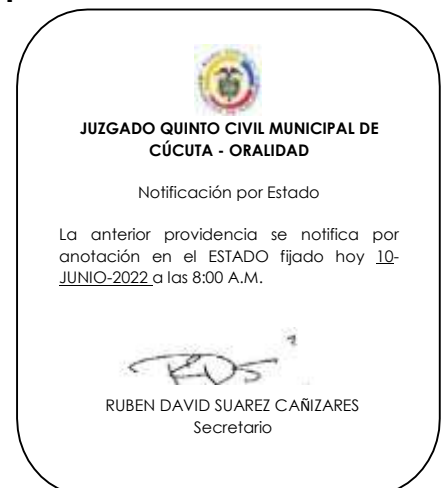 JUZGADO QUINTO CIVIL MUNICIPAL DE
CÚCUTA - ORALIDAD
Notificación por Estado
La anterior providencia se notifica por
anotación en el ESTADO fijado hoy 10-
JUNIO-2022 a las 8:00 A.M.
RDS
RUBEN DAVID SUAREZ CAÑIZARES
Secretario